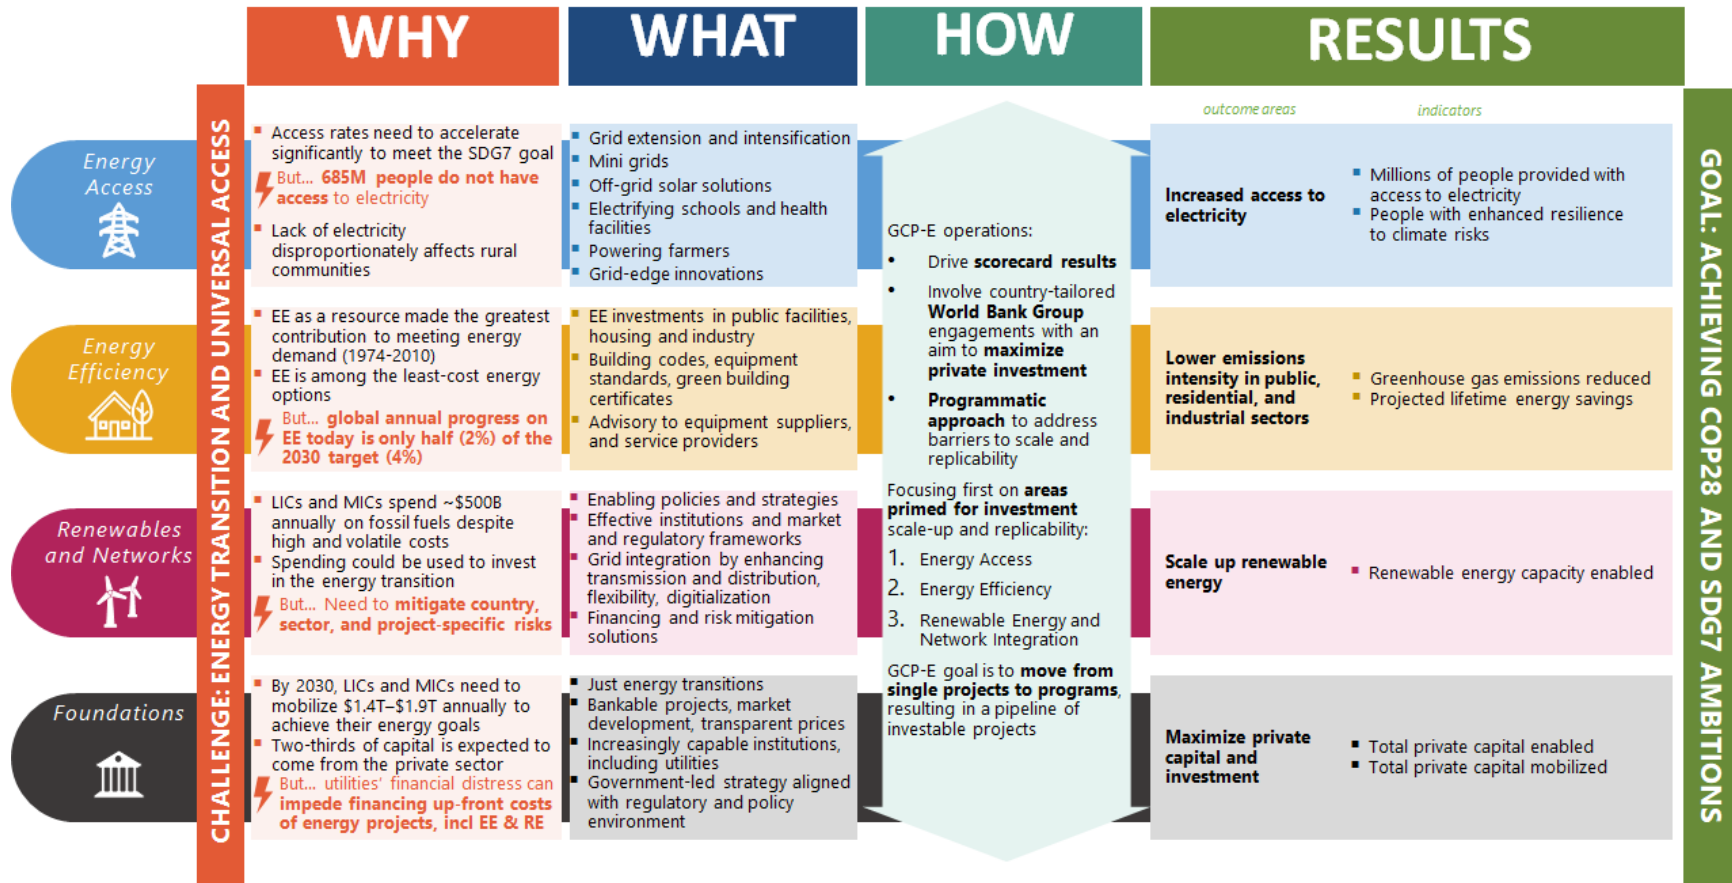 WHY
WHAT
HOW
RESULTS
outcome areas
indicators
CHALLENGE: ENERGY TRANSITION AND UNIVERSAL ACCESS
Energy
Access
▪ Access rates need to accelerate
significantly to meet the SDG7 goal
But... 685M people do not have
access to electricity
▪ Lack of electricity
disproportionately affects rural
communities
▪ Grid extension and intensification
▪ Mini grids
▪ Off-grid solar solutions
▪ Electrifying schools and health
facilities
▪ Powering farmers
▪ Grid-edge innovations
Increased access to
electricity
▪ Millions of people provided with
access to electricity
▪ People with enhanced resilience
to climate risks
Energy
Efficiency
▪ EE as a resource made the greatest
contribution to meeting energy
demand (1974-2010)
▪ EE is among the least-cost energy
options
But... global annual progress on
EE today is only half (2%) of the
2030 target (4%)
▪ EE investments in public facilities,
housing and industry
▪ Building codes, equipment
standards, green building
certificates
▪ Advisory to equipment suppliers,
and service providers
Lower emissions
intensity in public,
residential, and
industrial sectors
▪ Greenhouse gas emissions reduced
▪ Projected lifetime energy savings
Renewables
and Networks
▪ LICs and MICs spend ~$500B
annually on fossil fuels despite
high and volatile costs
▪ Spending could be used to invest
in the energy transition
But... Need to mitigate country,
sector, and project-specific risks
▪ Enabling policies and strategies
▪ Effective institutions and market
and regulatory frameworks
▪ Grid integration by enhancing
transmission and distribution,
flexibility, digitialization
▪ Financing and risk mitigation
solutions
Scale up renewable
energy
▪ Renewable energy capacity enabled
Foundations
▪ By 2030, LICs and MICs need to
mobilize $1.4T–$1.9T annually to
achieve their energy goals
▪ Two-thirds of capital is expected to
come from the private sector
But... utilities’ financial distress can
impede financing up-front costs
of energy projects, incl EE & RE
▪ Just energy transitions
▪ Bankable projects, market
development, transparent prices
▪ Increasingly capable institutions,
including utilities
▪ Government-led strategy aligned
with regulatory and policy
environment
Maximize private
capital and
investment
▪ Total private capital enabled
▪ Total private capital mobilized
GCP-E operations:
• Drive scorecard results
• Involve country-tailored
World Bank Group
engagements with an
aim to maximize
private investment
• Programmatic
approach to address
barriers to scale and
replicability
Focusing first on areas
primed for investment
scale-up and replicability:
1. Energy Access
2. Energy Efficiency
3. Renewable Energy and
Network Integration
GCP-E goal is to move from
single projects to programs,
resulting in a pipeline of
investable projects
GOAL: ACHIEVING COP28 AND SDG7 AMBITIONS